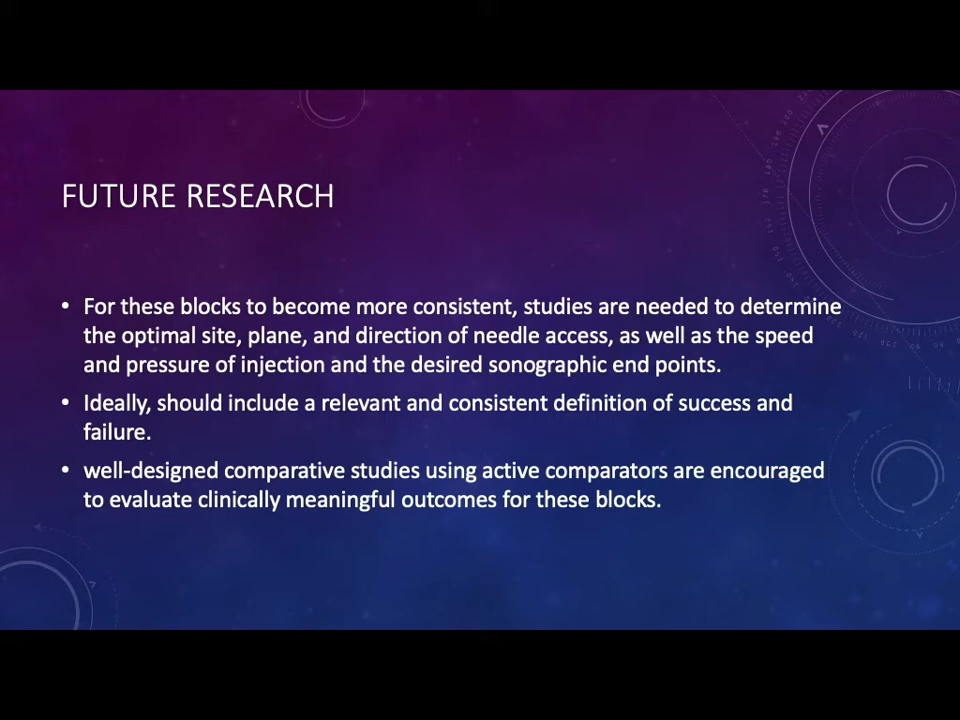 FUTURE RESEARCH
• For these blocks to become more consistent, studies are needed to determine
the optimal site, plane, and direction of needle access, as well as the speed
and pressure of injection and the desired sonographic end points.
• Ideally, should include a relevant and consistent definition of success and
failure.
• well-designed comparative studies using active comparators are encouraged
to evaluate clinically meaningful outcomes for these blocks.